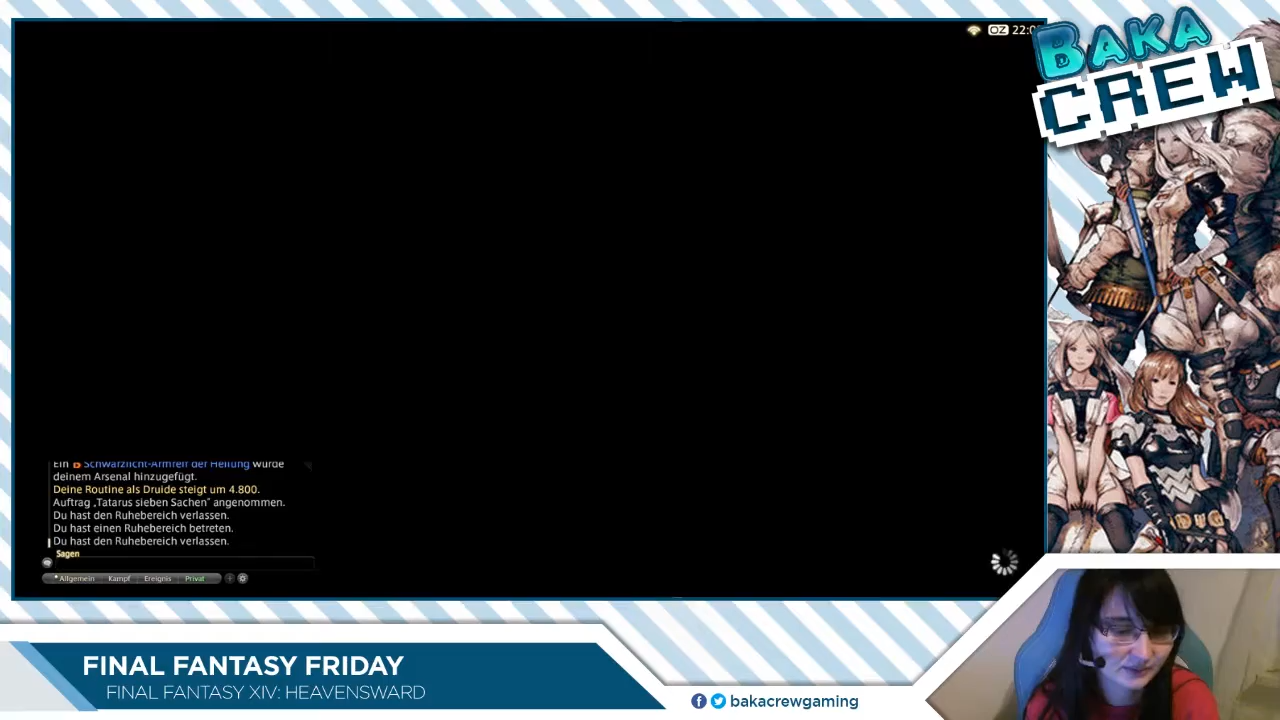 OZ 22:0
BAKA
CREW
Ein Schwarzlicht-Armreif der Heilung wurde
deinem Arsenal hinzugefügt.
Deine Routine als Druide steigt um 4.800.
Auftrag „Tatarus sieben Sachen“ angenommen.
Du hast den Ruhebereich verlassen.
Du hast einen Ruhebereich betreten.
Du hast den Ruhebereich verlassen.
Sagen
Allgemein Kampf Ereignis Privat
FINAL FANTASY FRIDAY
FINAL FANTASY XIV: HEAVENSWARD
bakacrewgaming